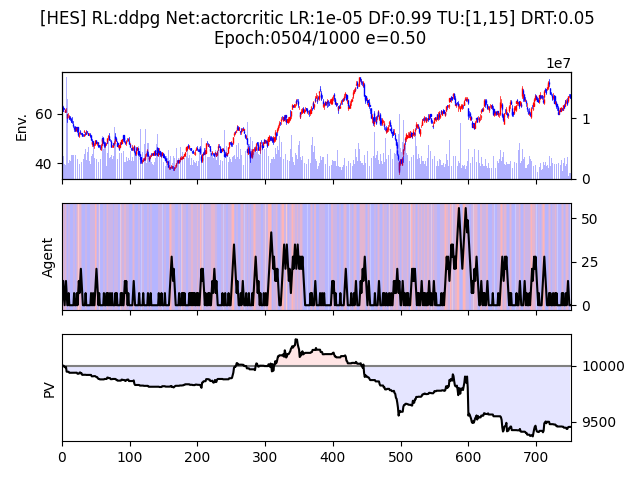 [HES] RL:ddpg Net:actorcritic LR:1e-05 DF:0.99 TU:[1,15] DRT:0.05
Epoch:0504/1000 e=0.50
1e7
Env.
60
40
1
0
Agent
50
25
0
PV
10000
9500
0 100 200 300 400 500 600 700